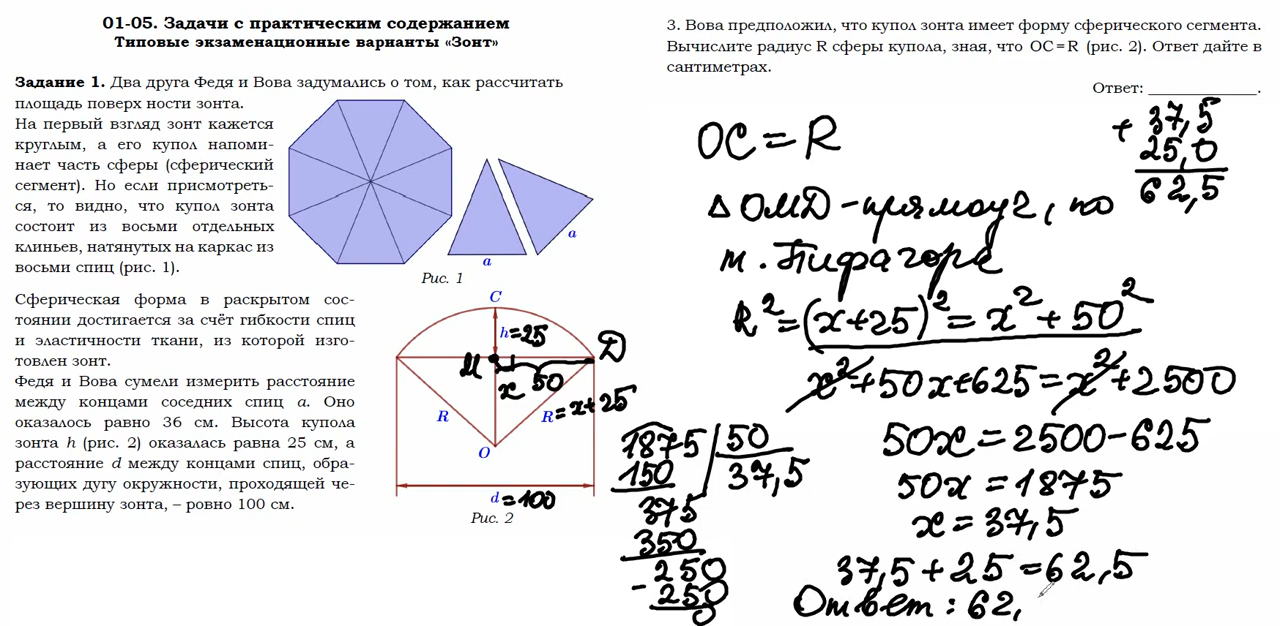 01-05. Задачи с практическим содержанием
Типовые экзаменационные варианты «Зонт»
Задание 1. Два друга Федя и Вова задумались о том, как рассчитать
площадь поверх ности зонта.
На первый взгляд зонт кажется
круглым, а его купол напоми-
нает часть сферы (сферический
сегмент). Но если присмотреть-
ся, то видно, что купол зонта
состоит из восьми отдельных
клиньев, натянутых на каркас из
восьми спиц (рис. 1).
a
a
Рис. 1
Сферическая форма в раскрытом сос-
тоянии достигается за счёт гибкости спиц
и эластичности ткани, из которой изго-
товлен зонт.
Федя и Вова сумели измерить расстояние
между концами соседних спиц a. Оно
оказалось равно 36 см. Высота купола
зонта h (рис. 2) оказалась равна 25 см, а
расстояние d между концами спиц, обра-
зующих дугу окружности, проходящей че-
рез вершину зонта, – ровно 100 см.
C
h=25
M
D
x
50
R
R=x+25
O
d=100
Рис. 2
3. Вова предположил, что купол зонта имеет форму сферического сегмента.
Вычислите радиус R сферы купола, зная, что OC=R (рис. 2). Ответ дайте в
сантиметрах.
Ответ: ____________.
OC=R
+ 37,5
25,0
62,5
△OMD-прямоуг, по
т. Пифагора
R²=(x+25)²=x²+50²
x²+50x+625=x²+2500
50x=2500-625
50x=1875
x=37,5
37,5+25=62,5
Ответ: 62,
1875 50
150 37,5
375
350
250
- 250
0